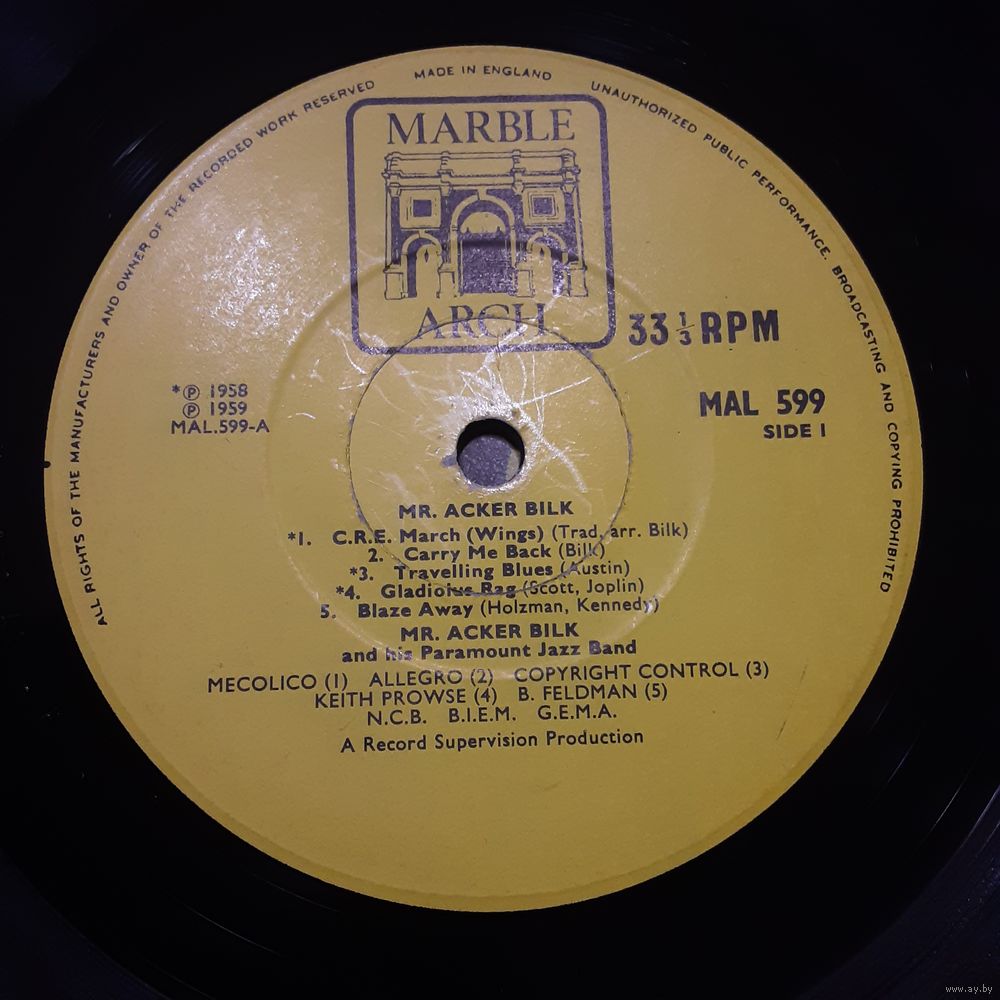 ALL RIGHTS OF THE MANUFACTURERS AND OWNER OF THE RECORDED WORK RESERVED
MADE IN ENGLAND
UNAUTHORIZED PUBLIC PERFORMANCE. BROADCASTING AND COPYING PROHIBITED
MARBLE
ARCH
33 1/3 RPM
*℗ 1958
℗ 1959
MAL.599-A
MAL 599
SIDE 1
MR. ACKER BILK
*1. C.R.E. March (Wings) (Trad, arr. Bilk)
2. Carry Me Back (Bilk)
*3. Travelling Blues (Austin)
*4. Gladiolus Rag (Scott, Joplin)
5. Blaze Away (Holzman, Kennedy)
MR. ACKER BILK
and his Paramount Jazz Band
MECOLICO (1) ALLEGRO (2) COPYRIGHT CONTROL (3)
KEITH PROWSE (4) B. FELDMAN (5)
N.C.B. B.I.E.M. G.E.M.A.
A Record Supervision Production
www.ay.by